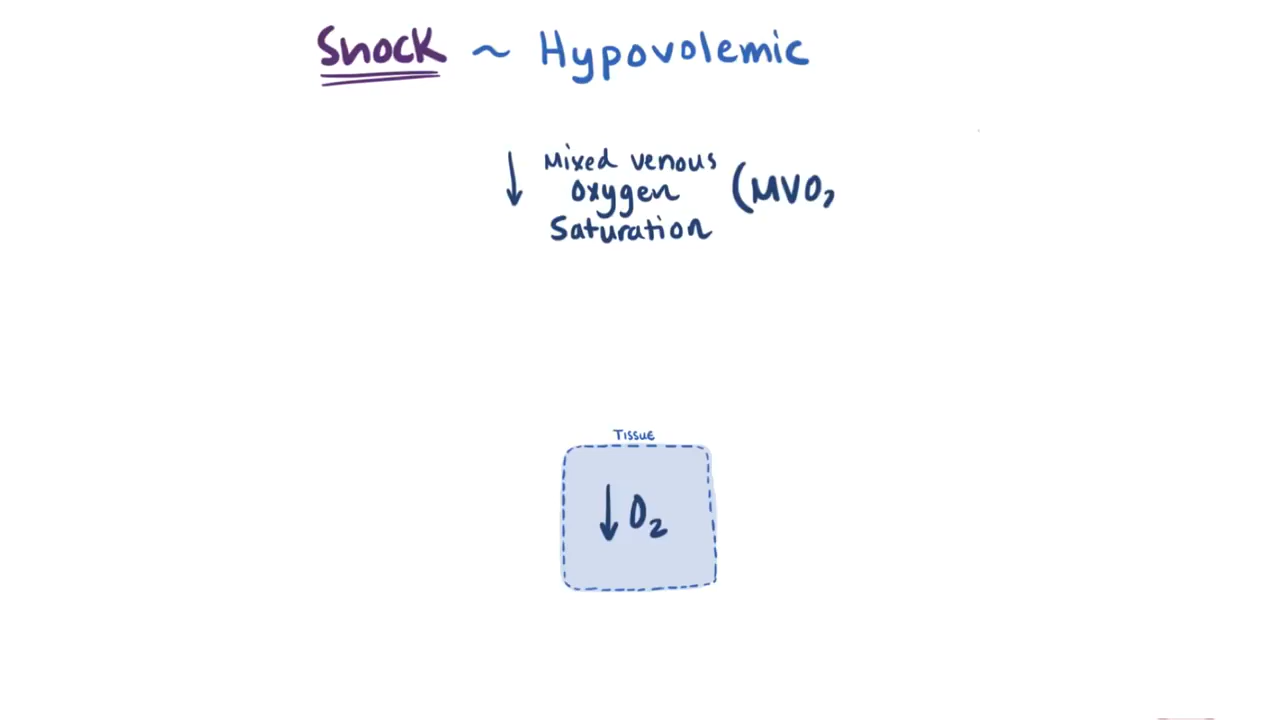 Shock ~ Hypovolemic
↓ Mixed venous
oxygen (MVO2
Saturation
Tissue
↓ O2